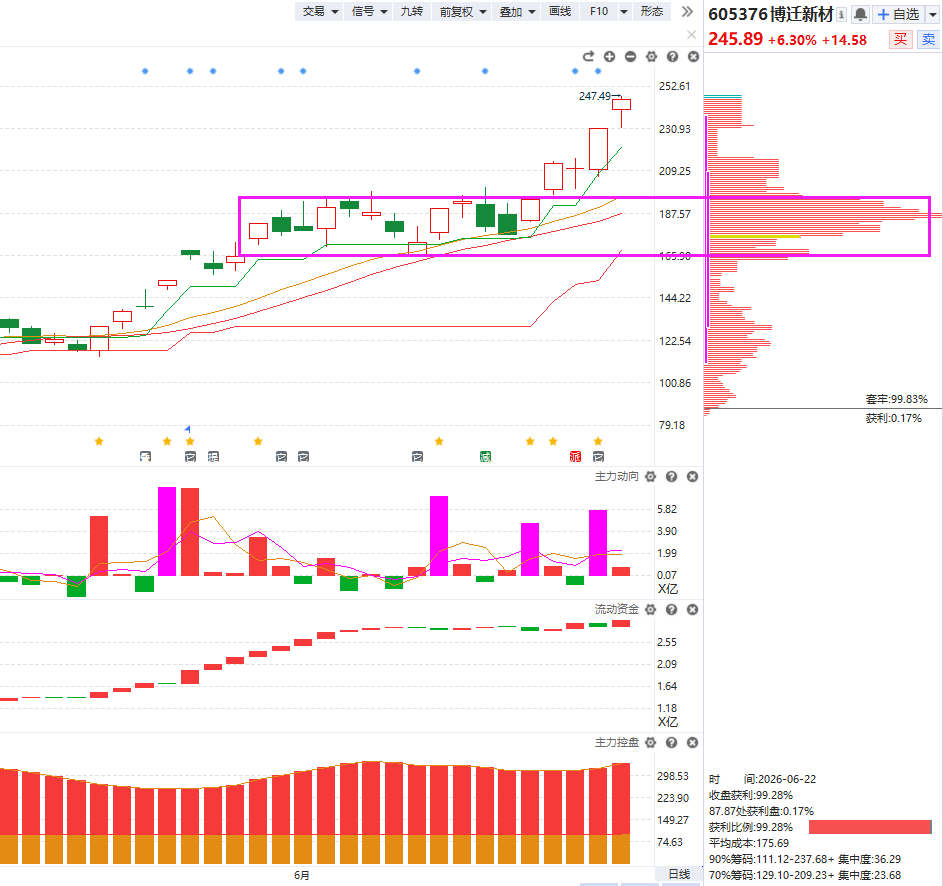 交易 信号 九转 前复权 叠加 画线 F10 形态
605376 博迁新材 自选
245.89 +6.30% +14.58 买 卖
252.61
247.49
230.93
209.25
187.57
165.90
144.22
122.54
100.86
套牢:99.83%
获利:0.17%
79.18
减 派
主力动向
5.82
3.90
1.99
0.07
X亿
流动资金
2.55
2.09
1.64
1.18
X亿
主力控盘
298.53
223.90
149.27
74.63
6月
日线
时 间:2026-06-22
收盘获利:99.28%
87.87处获利盘:0.17%
获利比例:99.28%
平均成本:175.69
90%筹码:111.12-237.68+ 集中度:36.29
70%筹码:129.10-209.23+ 集中度:23.68